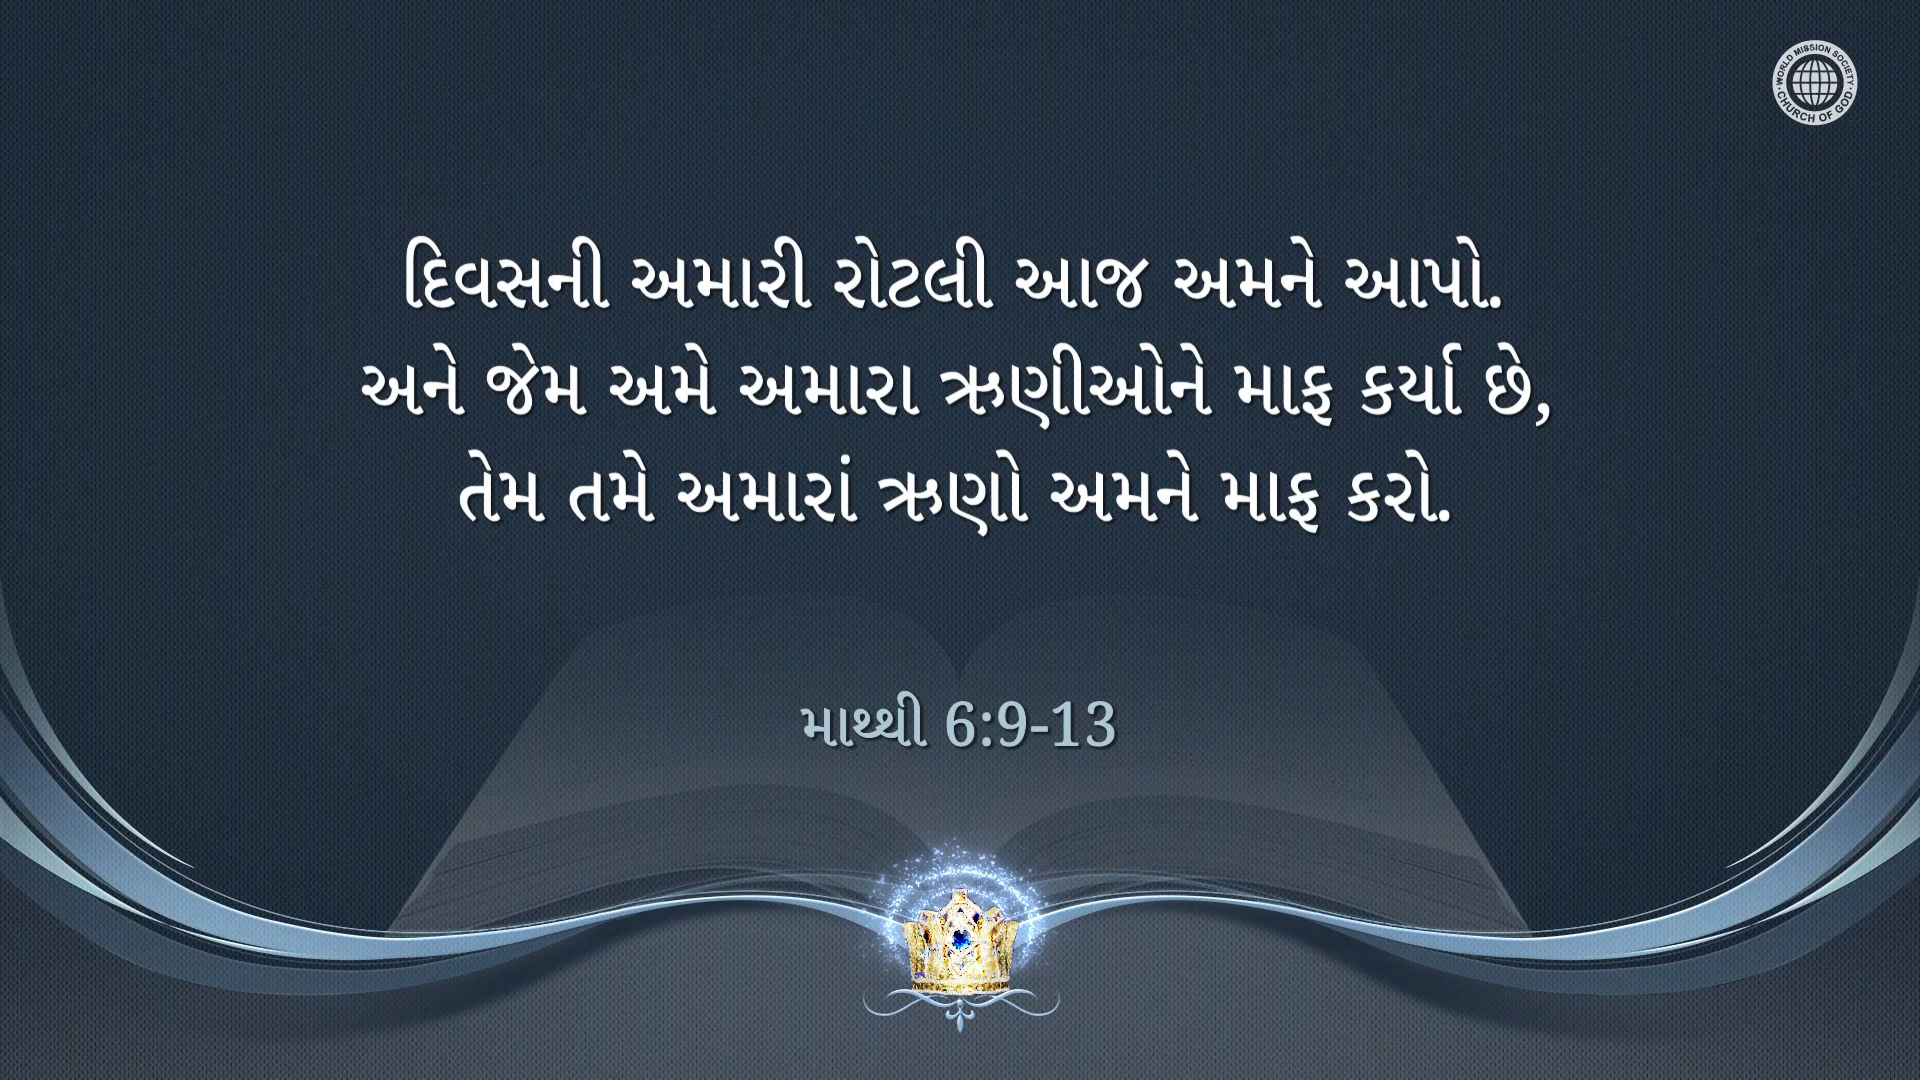 WORLD MISSION SOCIETY
CHURCH OF GOD
દિવસની અમારી રોટલી આજ અમને આપો.
અને જેમ અમે અમારા ઋણીઓને માફ કર્યા છે,
તેમ તમે અમારાં ઋણો અમને માફ કરો.
માથ્થી 6:9-13